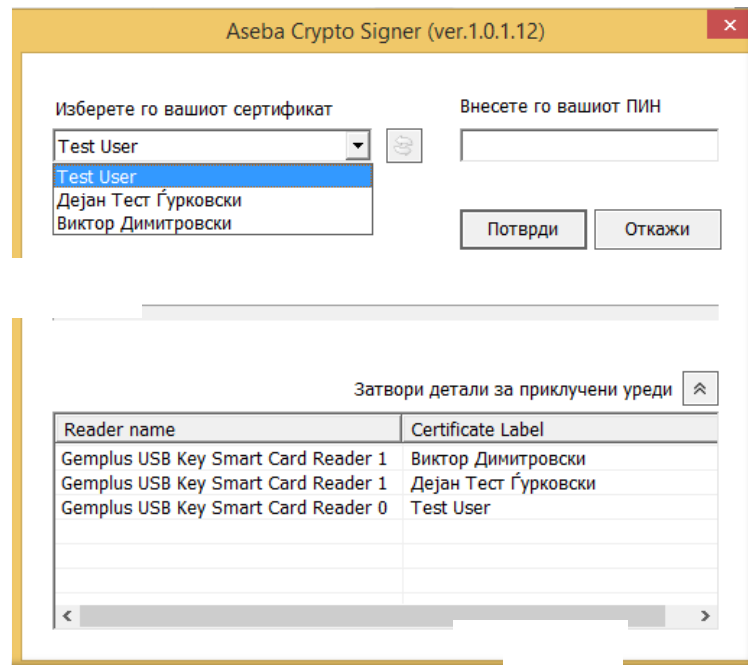 Aseba Crypto Signer (ver.1.0.1.12)
Изберете го вашиот сертификат
Внесете го вашиот ПИН
Test User
Test User
Дејан Тест Ѓурковски
Виктор Димитровски
Потврди
Откажи
Затвори детали за приклучени уреди
Reader name Certificate Label
Gemplus USB Key Smart Card Reader 1 Виктор Димитровски
Gemplus USB Key Smart Card Reader 1 Дејан Тест Ѓурковски
Gemplus USB Key Smart Card Reader 0 Test User